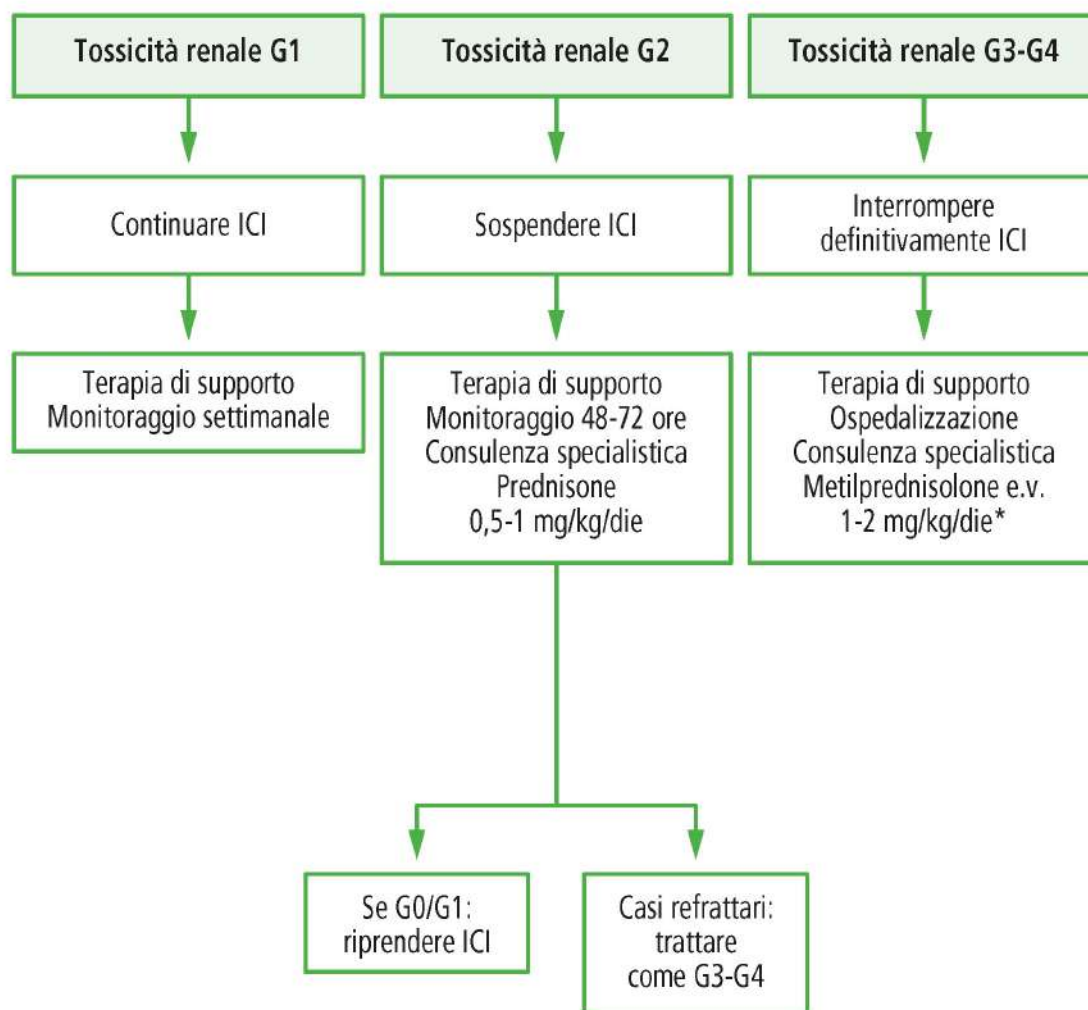 Tossicità renale G1
Tossicità renale G2
Tossicità renale G3-G4
Continuare ICI
Sospendere ICI
Interrompere
definitivamente ICI
Terapia di supporto
Monitoraggio settimanale
Terapia di supporto
Monitoraggio 48-72 ore
Consulenza specialistica
Prednisone
0,5-1 mg/kg/die
Terapia di supporto
Ospedalizzazione
Consulenza specialistica
Metilprednisolone e.v.
1-2 mg/kg/die*
Se G0/G1:
riprendere ICI
Casi refrattari:
trattare
come G3-G4